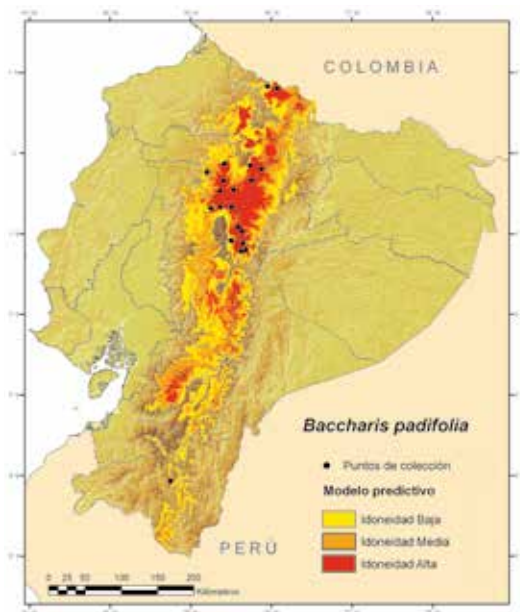 COLOMBIA
Baccharis padifolia
Puntos de colección
Modelo predictivo
Idoneidad Baja
Idoneidad Media
Idoneidad Alta
PERÚ
0 25 50 100 150 200
Kilometros